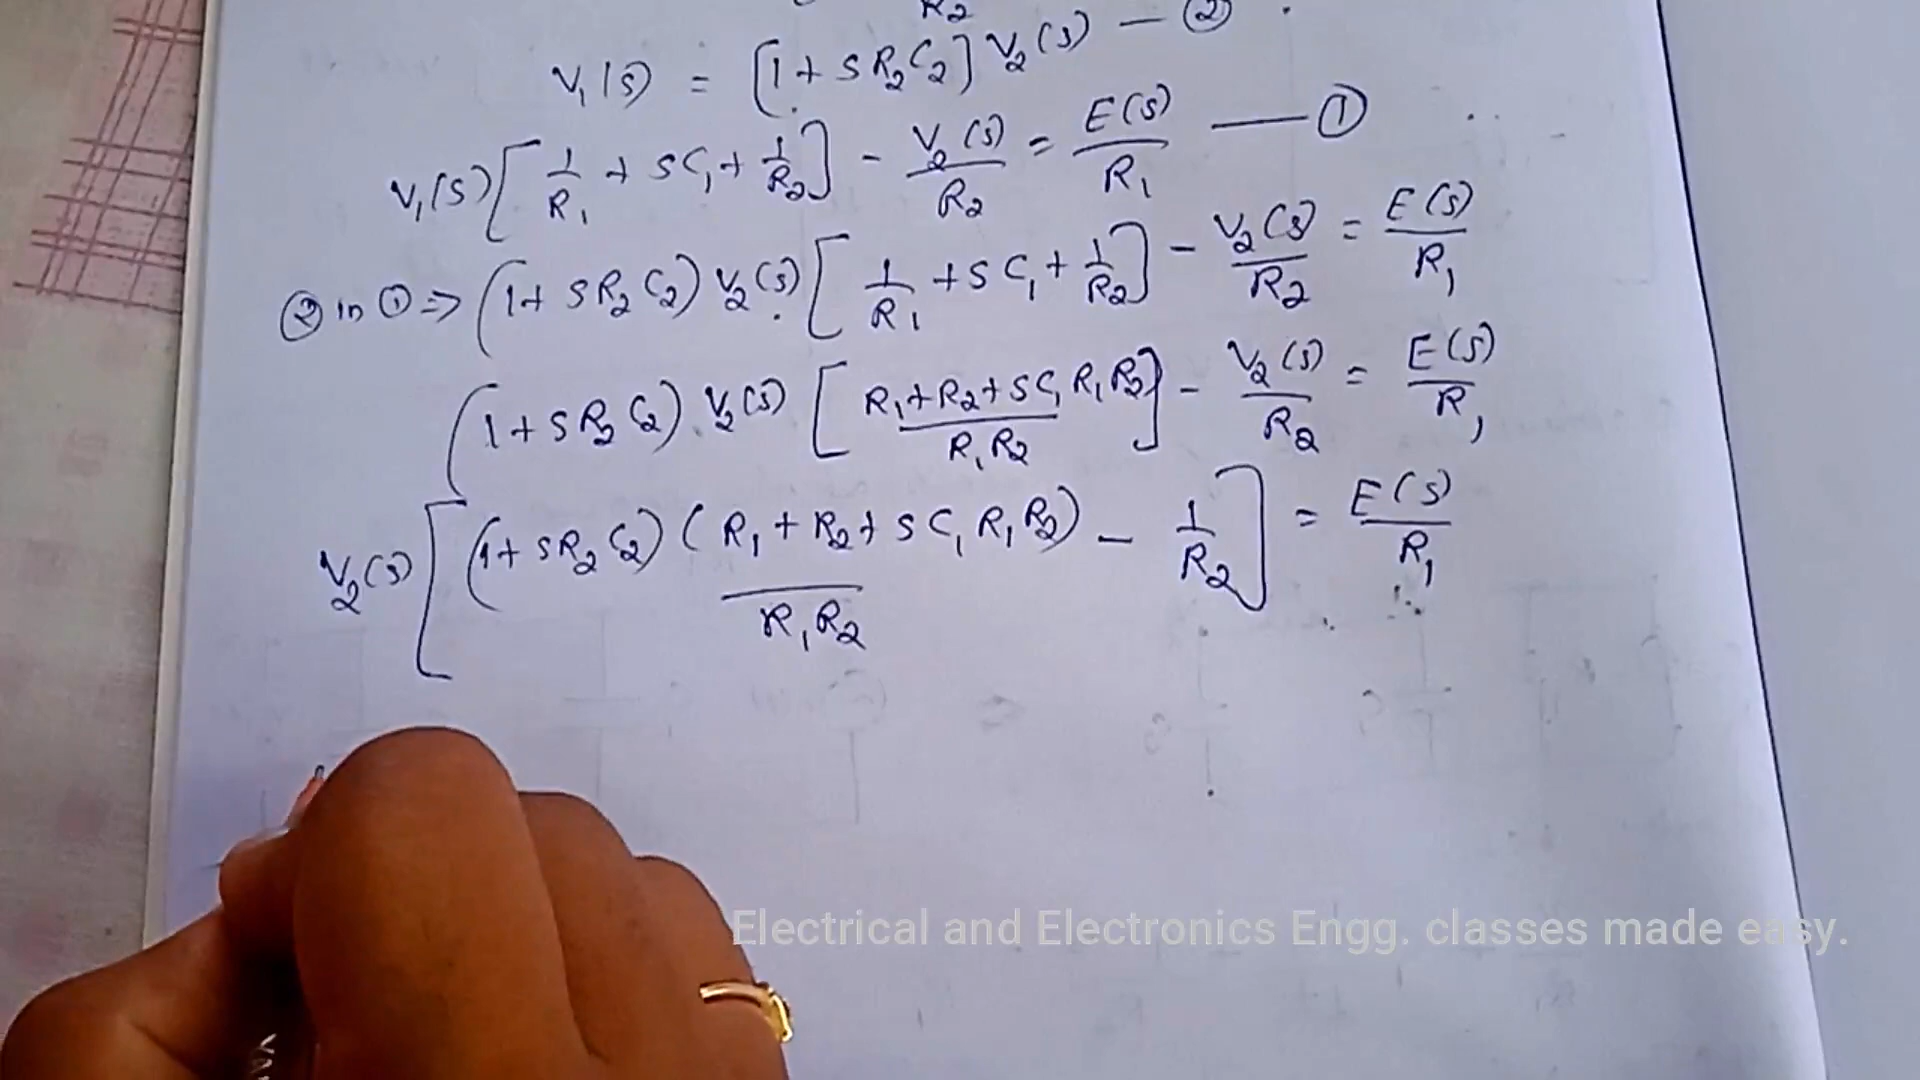 R2
V1(s) = [1 + SR2C2] V2(s) — ②
V1(s) [1/R1 + SC1 + 1/R2] - V2(s)/R2 = E(s)/R1 — ①
② in ① => (1 + SR2C2) V2(s) [1/R1 + SC1 + 1/R2] - V2(s)/R2 = E(s)/R1
(1 + SR2C2) . V2(s) [R1 + R2 + SC1R1R2 / R1R2] - V2(s)/R2 = E(s)/R1
V2(s) [(1 + SR2C2) (R1 + R2 + SC1R1R2) / R1R2 - 1/R2] = E(s)/R1
Electrical and Electronics Engg. classes made easy.